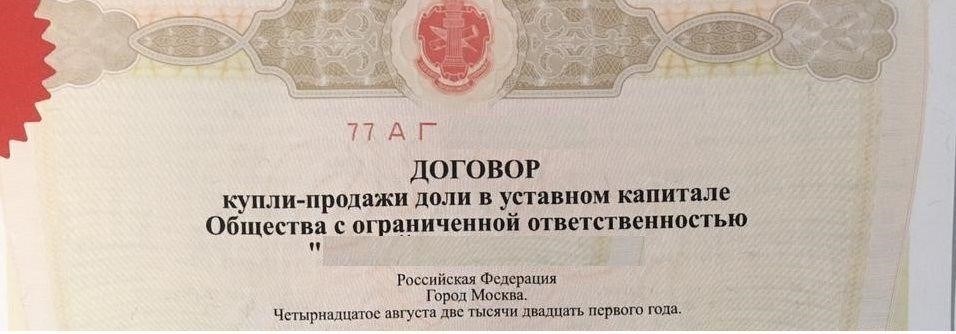 77 А Г
ДОГОВОР
купли-продажи доли в уставном капитале
Общества с ограниченной ответственностью
"
Российская Федерация
Город Москва.
Четырнадцатое августа две тысячи двадцать первого года.